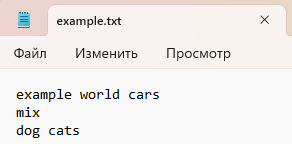 example.txt
Файл Изменить Просмотр
example world cars
mix
dog cats